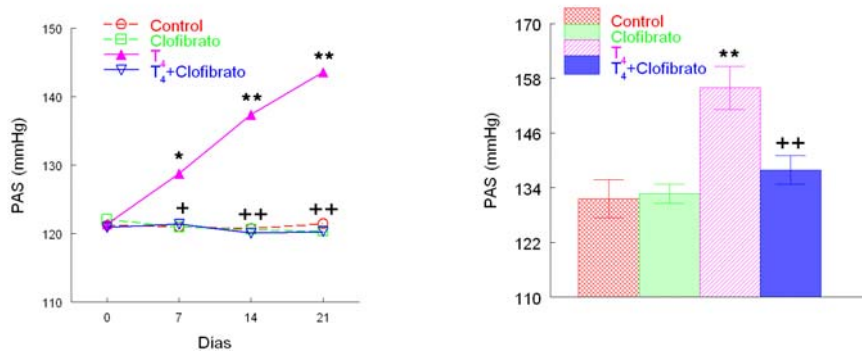 Control
Clofibrato
T4
T4+Clofibrato
PAS (mmHg)
150
140
130
120
110
*
**
**
+
++
++
0 7 14 21
Dias
Control
Clofibrato
T4
T4+Clofibrato
PAS (mmHg)
170
158
146
134
122
110
**
++